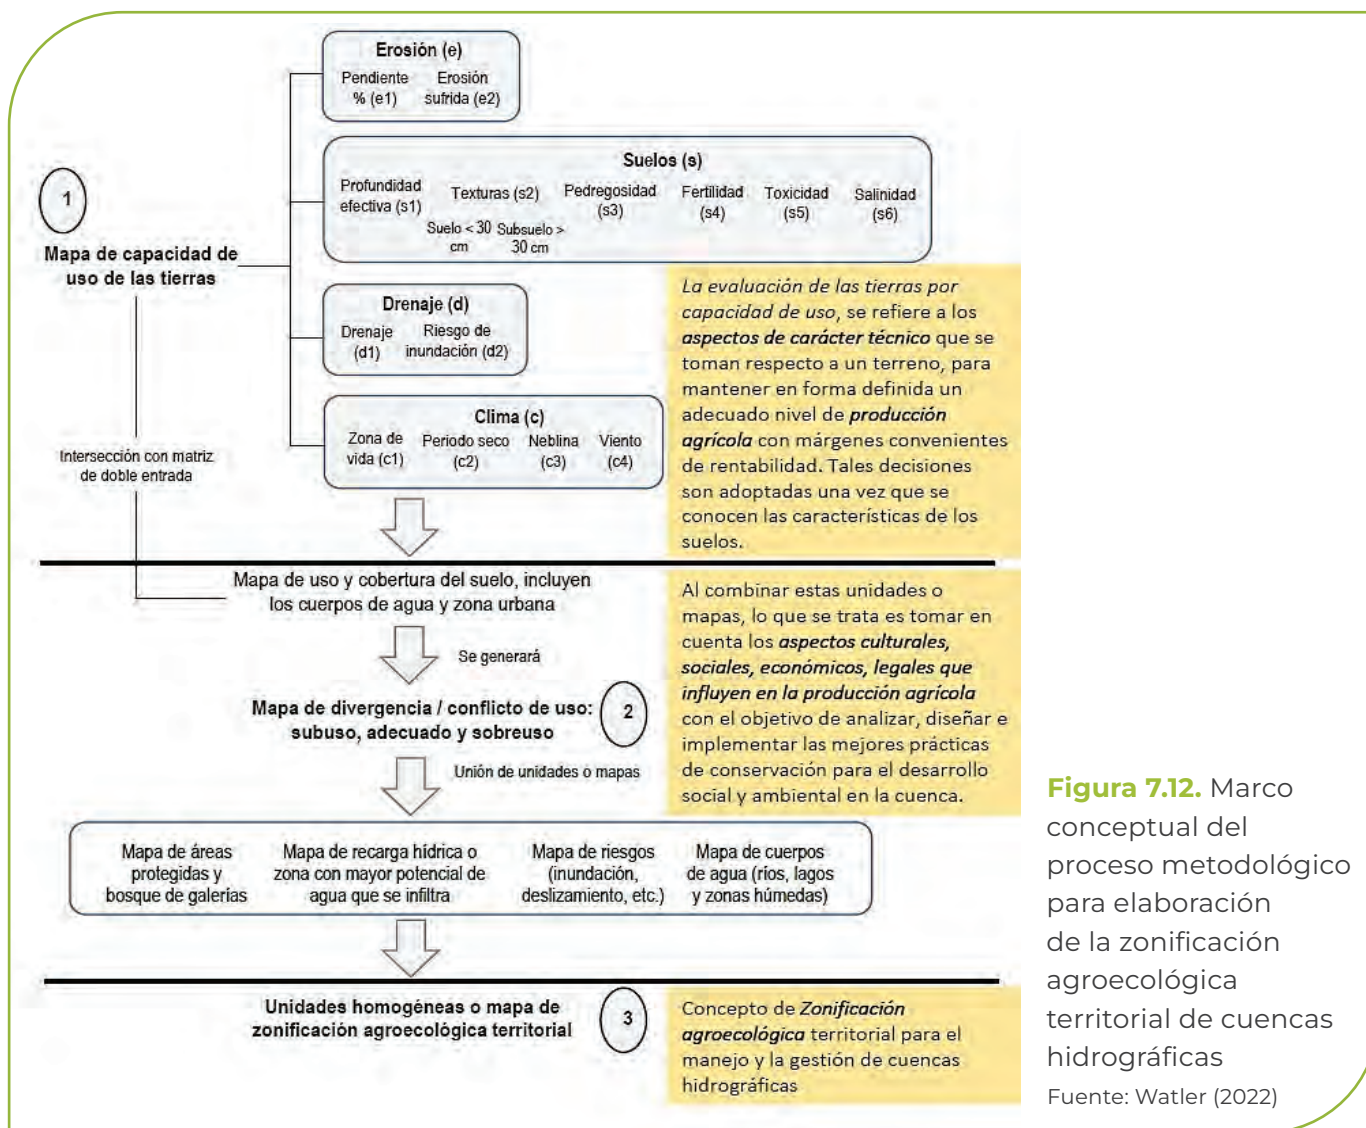 Erosión (e)
Pendiente
% (e1)
Erosión
sufrida (e2)
Suelos (s)
Profundidad
efectiva (s1)
Texturas (s2)
Suelo < 30
cm
Subsuelo >
30 cm
Pedregosidad
(s3)
Fertilidad
(s4)
Toxicidad
(s5)
Salinidad
(s6)
1
Mapa de capacidad de
uso de las tierras
Drenaje (d)
Drenaje
(d1)
Riesgo de
inundación (d2)
Clima (c)
Zona de
vida (c1)
Periodo seco
(c2)
Neblina
(c3)
Viento
(c4)
Intersección con matriz
de doble entrada
La evaluación de las tierras por
capacidad de uso, se refiere a los
aspectos de carácter técnico que se
toman respecto a un terreno, para
mantener en forma definida un
adecuado nivel de producción
agrícola con márgenes convenientes
de rentabilidad. Tales decisiones
son adoptadas una vez que se
conocen las características de los
suelos.
Mapa de uso y cobertura del suelo, incluyen
los cuerpos de agua y zona urbana
Se generará
Mapa de divergencia / conflicto de uso:
subuso, adecuado y sobreuso
2
Unión de unidades o mapas
Al combinar estas unidades o
mapas, lo que se trata es tomar en
cuenta los aspectos culturales,
sociales, económicos, legales que
influyen en la producción agrícola
con el objetivo de analizar, diseñar e
implementar las mejores prácticas
de conservación para el desarrollo
social y ambiental en la cuenca.
Mapa de áreas
protegidas y
bosque de galerías
Mapa de recarga hídrica o
zona con mayor potencial de
agua que se infiltra
Mapa de riesgos
(inundación,
deslizamiento, etc.)
Mapa de cuerpos
de agua (ríos, lagos
y zonas húmedas)
Unidades homogéneas o mapa de
zonificación agroecológica territorial
3
Concepto de Zonificación
agroecológica territorial para el
manejo y la gestión de cuencas
hidrográficas
Figura 7.12. Marco
conceptual del
proceso metodológico
para elaboración
de la zonificación
agroecológica
territorial de cuencas
hidrográficas
Fuente: Watler (2022)